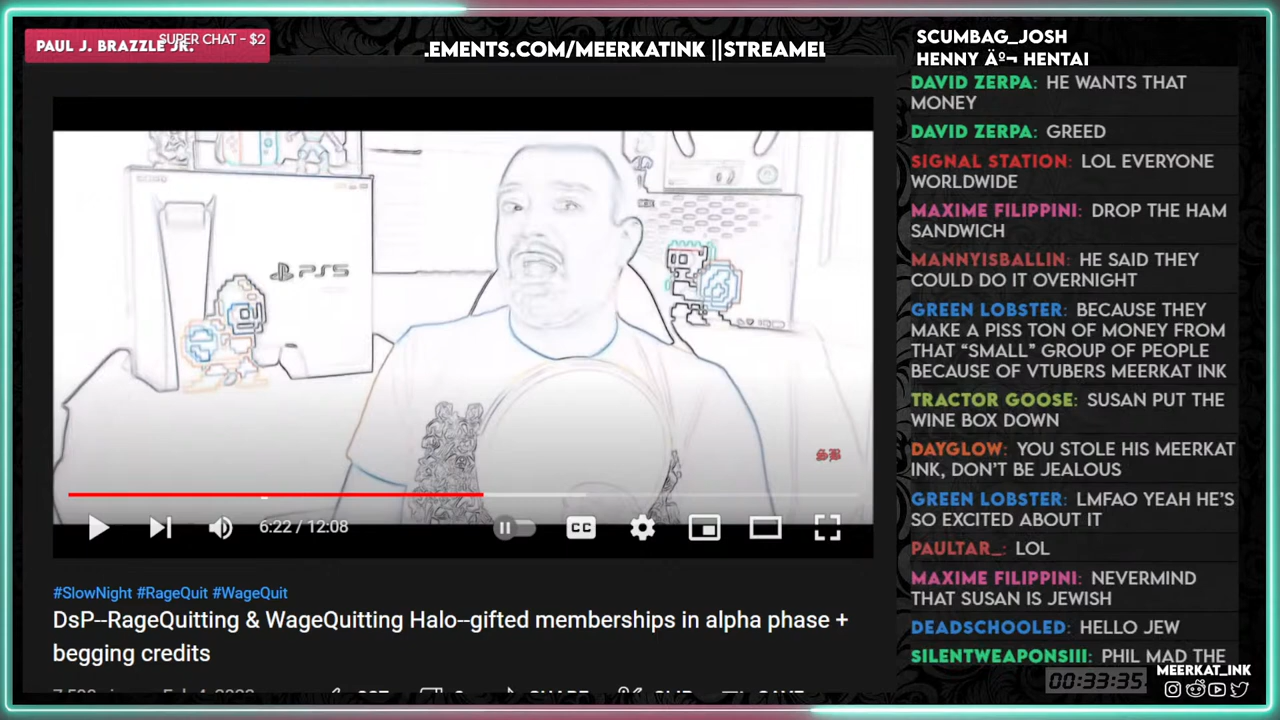 PAUL J. BRAZZLE JR.
SUPER CHAT - $2
.EMENTS.COM/MEERKATINK ||STREAMEL
SCUMBAG_JOSH
HENNY Äº¬ HENTAI
DAVID ZERPA: HE WANTS THAT
MONEY
DAVID ZERPA: GREED
SIGNAL STATION: LOL EVERYONE
WORLDWIDE
MAXIME FILIPPINI: DROP THE HAM
SANDWICH
MANNYISBALLIN: HE SAID THEY
COULD DO IT OVERNIGHT
GREEN LOBSTER: BECAUSE THEY
MAKE A PISS TON OF MONEY FROM
THAT “SMALL” GROUP OF PEOPLE
BECAUSE OF VTUBERS MEERKAT INK
TRACTOR GOOSE: SUSAN PUT THE
WINE BOX DOWN
DAYGLOW: YOU STOLE HIS MEERKAT
INK, DON’T BE JEALOUS
GREEN LOBSTER: LMFAO YEAH HE’S
SO EXCITED ABOUT IT
PAULTAR_: LOL
MAXIME FILIPPINI: NEVERMIND
THAT SUSAN IS JEWISH
DEADSCHOOLED: HELLO JEW
SILENTWEAPONSIII: PHIL MAD THE
PS5
SB
6:22 / 12:08
CC
#SlowNight #RageQuit #WageQuit
DsP--RageQuitting & WageQuitting Halo--gifted memberships in alpha phase +
begging credits
00:33:35
MEERKAT_INK